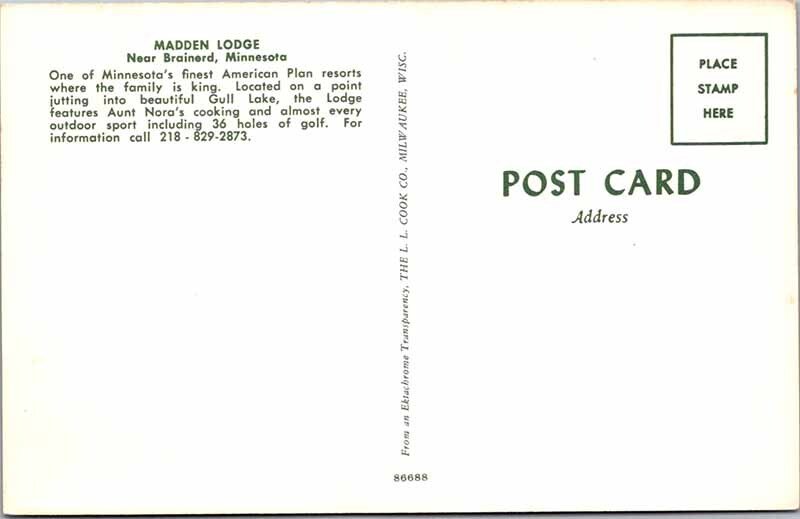 MADDEN LODGE
Near Brainerd, Minnesota
One of Minnesota's finest American Plan resorts
where the family is king. Located on a point
jutting into beautiful Gull Lake, the Lodge
features Aunt Nora's cooking and almost every
outdoor sport including 36 holes of golf. For
information call 218 - 829-2873.
From an Ektachrome Transparency, THE L. L. COOK CO., MILWAUKEE, WISC.
86688
PLACE
STAMP
HERE
POST CARD
Address